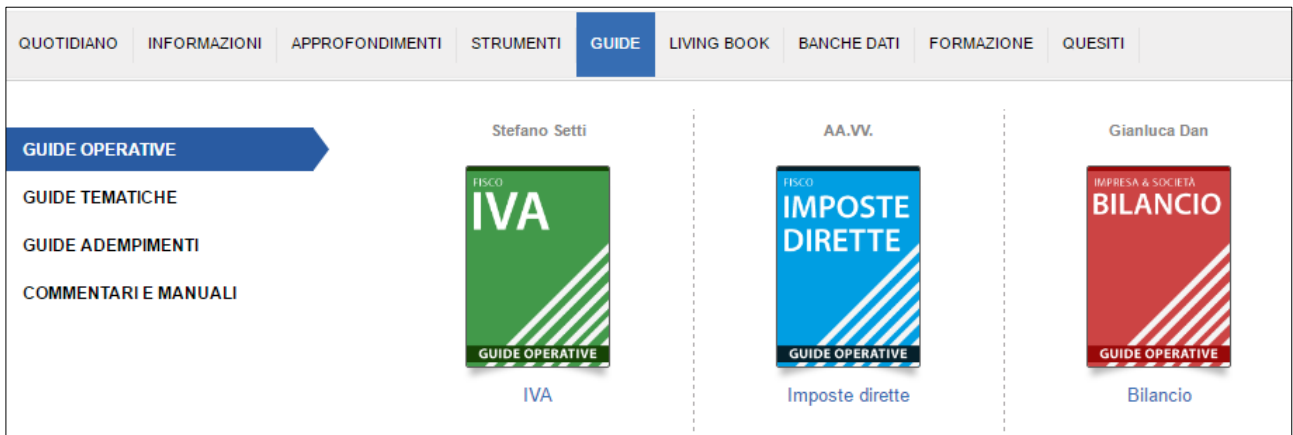 QUOTIDIANO INFORMAZIONI APPROFONDIMENTI STRUMENTI GUIDE LIVING BOOK BANCHE DATI FORMAZIONE QUESITI
GUIDE OPERATIVE
GUIDE TEMATICHE
GUIDE ADEMPIMENTI
COMMENTARI E MANUALI
Stefano Setti
FISCO
IVA
GUIDE OPERATIVE
IVA
AA.VV.
FISCO
IMPOSTE
DIRETTE
GUIDE OPERATIVE
Imposte dirette
Gianluca Dan
IMPRESA & SOCIETÀ
BILANCIO
GUIDE OPERATIVE
Bilancio